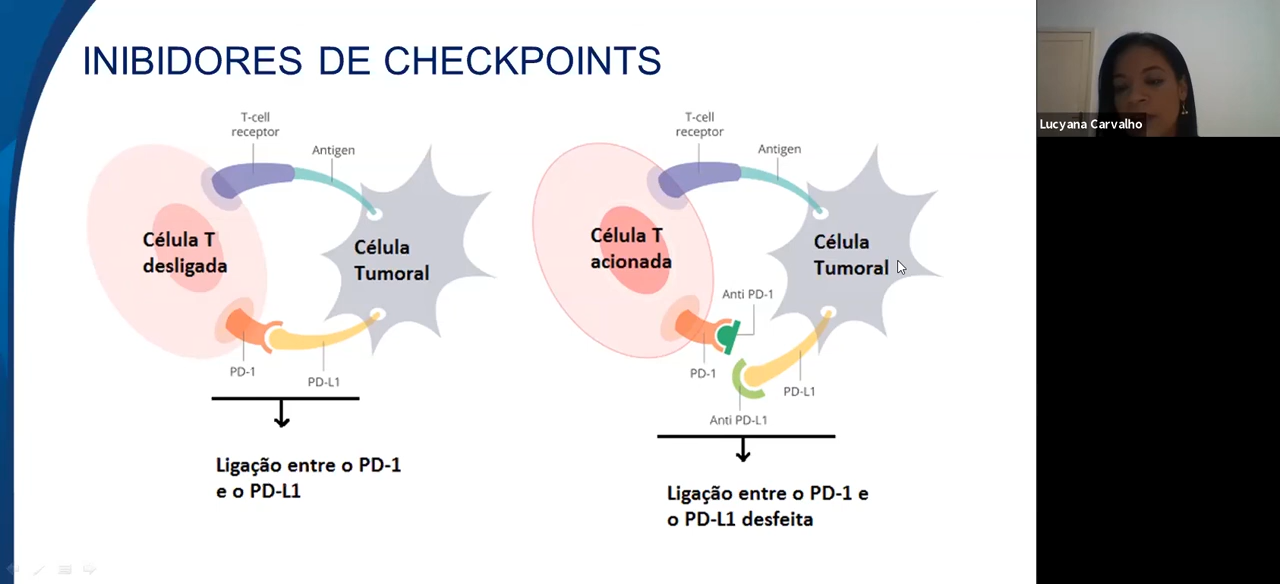 INIBIDORES DE CHECKPOINTS
T-cell
receptor
Antigen
Célula T
desligada
Célula
Tumoral
PD-1
PD-L1
Ligação entre o PD-1
e o PD-L1
T-cell
receptor
Antigen
Célula T
acionada
Célula
Tumoral
Anti PD-1
PD-1
PD-L1
Anti PD-L1
Ligação entre o PD-1 e
o PD-L1 desfeita
Lucyana Carvalho